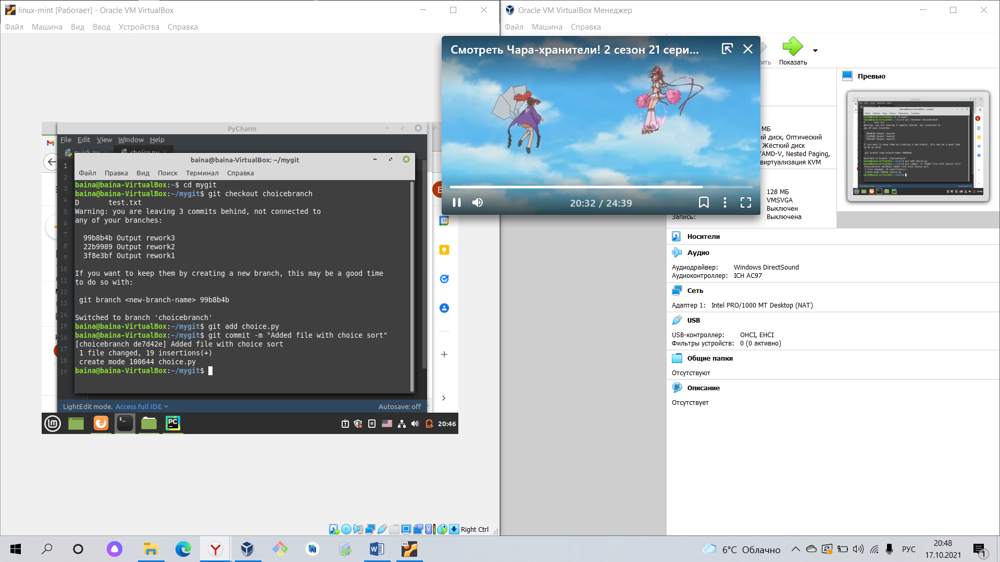 linux-mint [Работает] - Oracle VM VirtualBox
Файл Машина Вид Ввод Устройства Справка
PyCharm
File Edit View Window Help
quick.py choice.py
baina@baina-VirtualBox: ~/mygit
Файл Правка Вид Поиск Терминал Справка
1
2
3
4
5
6
7
8
9
10
11
12
13
14
15
16
17
18
19
baina@baina-VirtualBox:~$ cd mygit
baina@baina-VirtualBox:~/mygit$ git checkout choicebranch
D test.txt
Warning: you are leaving 3 commits behind, not connected to
any of your branches:
99b8b4b Output rework3
22b9989 Output rework2
3f8e3bf Output rework1
If you want to keep them by creating a new branch, this may be a good time
to do so with:
git branch <new-branch-name> 99b8b4b
Switched to branch 'choicebranch'
baina@baina-VirtualBox:~/mygit$ git add choice.py
baina@baina-VirtualBox:~/mygit$ git commit -m "Added file with choice sort"
[choicebranch de7d42e] Added file with choice sort
1 file changed, 19 insertions(+)
create mode 100644 choice.py
baina@baina-VirtualBox:~/mygit$
LightEdit mode. Access full IDE Autosave: off
20:46
Right Ctrl
Oracle VM VirtualBox Менеджер
Файл Машина Справка
Смотреть Чара-хранители! 2 сезон 21 сери...
20:32 / 24:39
Показать
Превью
МБ
диск, Оптический
Жёсткий диск
/AMD-V, Nested Paging,
виртуализация KVM
128 МБ
VMSVGA
Выключен
Запись: Выключена
Носители
Аудио
Аудиодрайвер: Windows DirectSound
Аудиоконтроллер: ICH AC97
Сеть
Адаптер 1: Intel PRO/1000 MT Desktop (NAT)
USB
USB-контроллер: OHCI, EHCI
Фильтры устройств: 0 (0 активно)
Общие папки
Отсутствуют
Описание
Отсутствует
6°C Облачно
РУС
20:48
17.10.2021
1